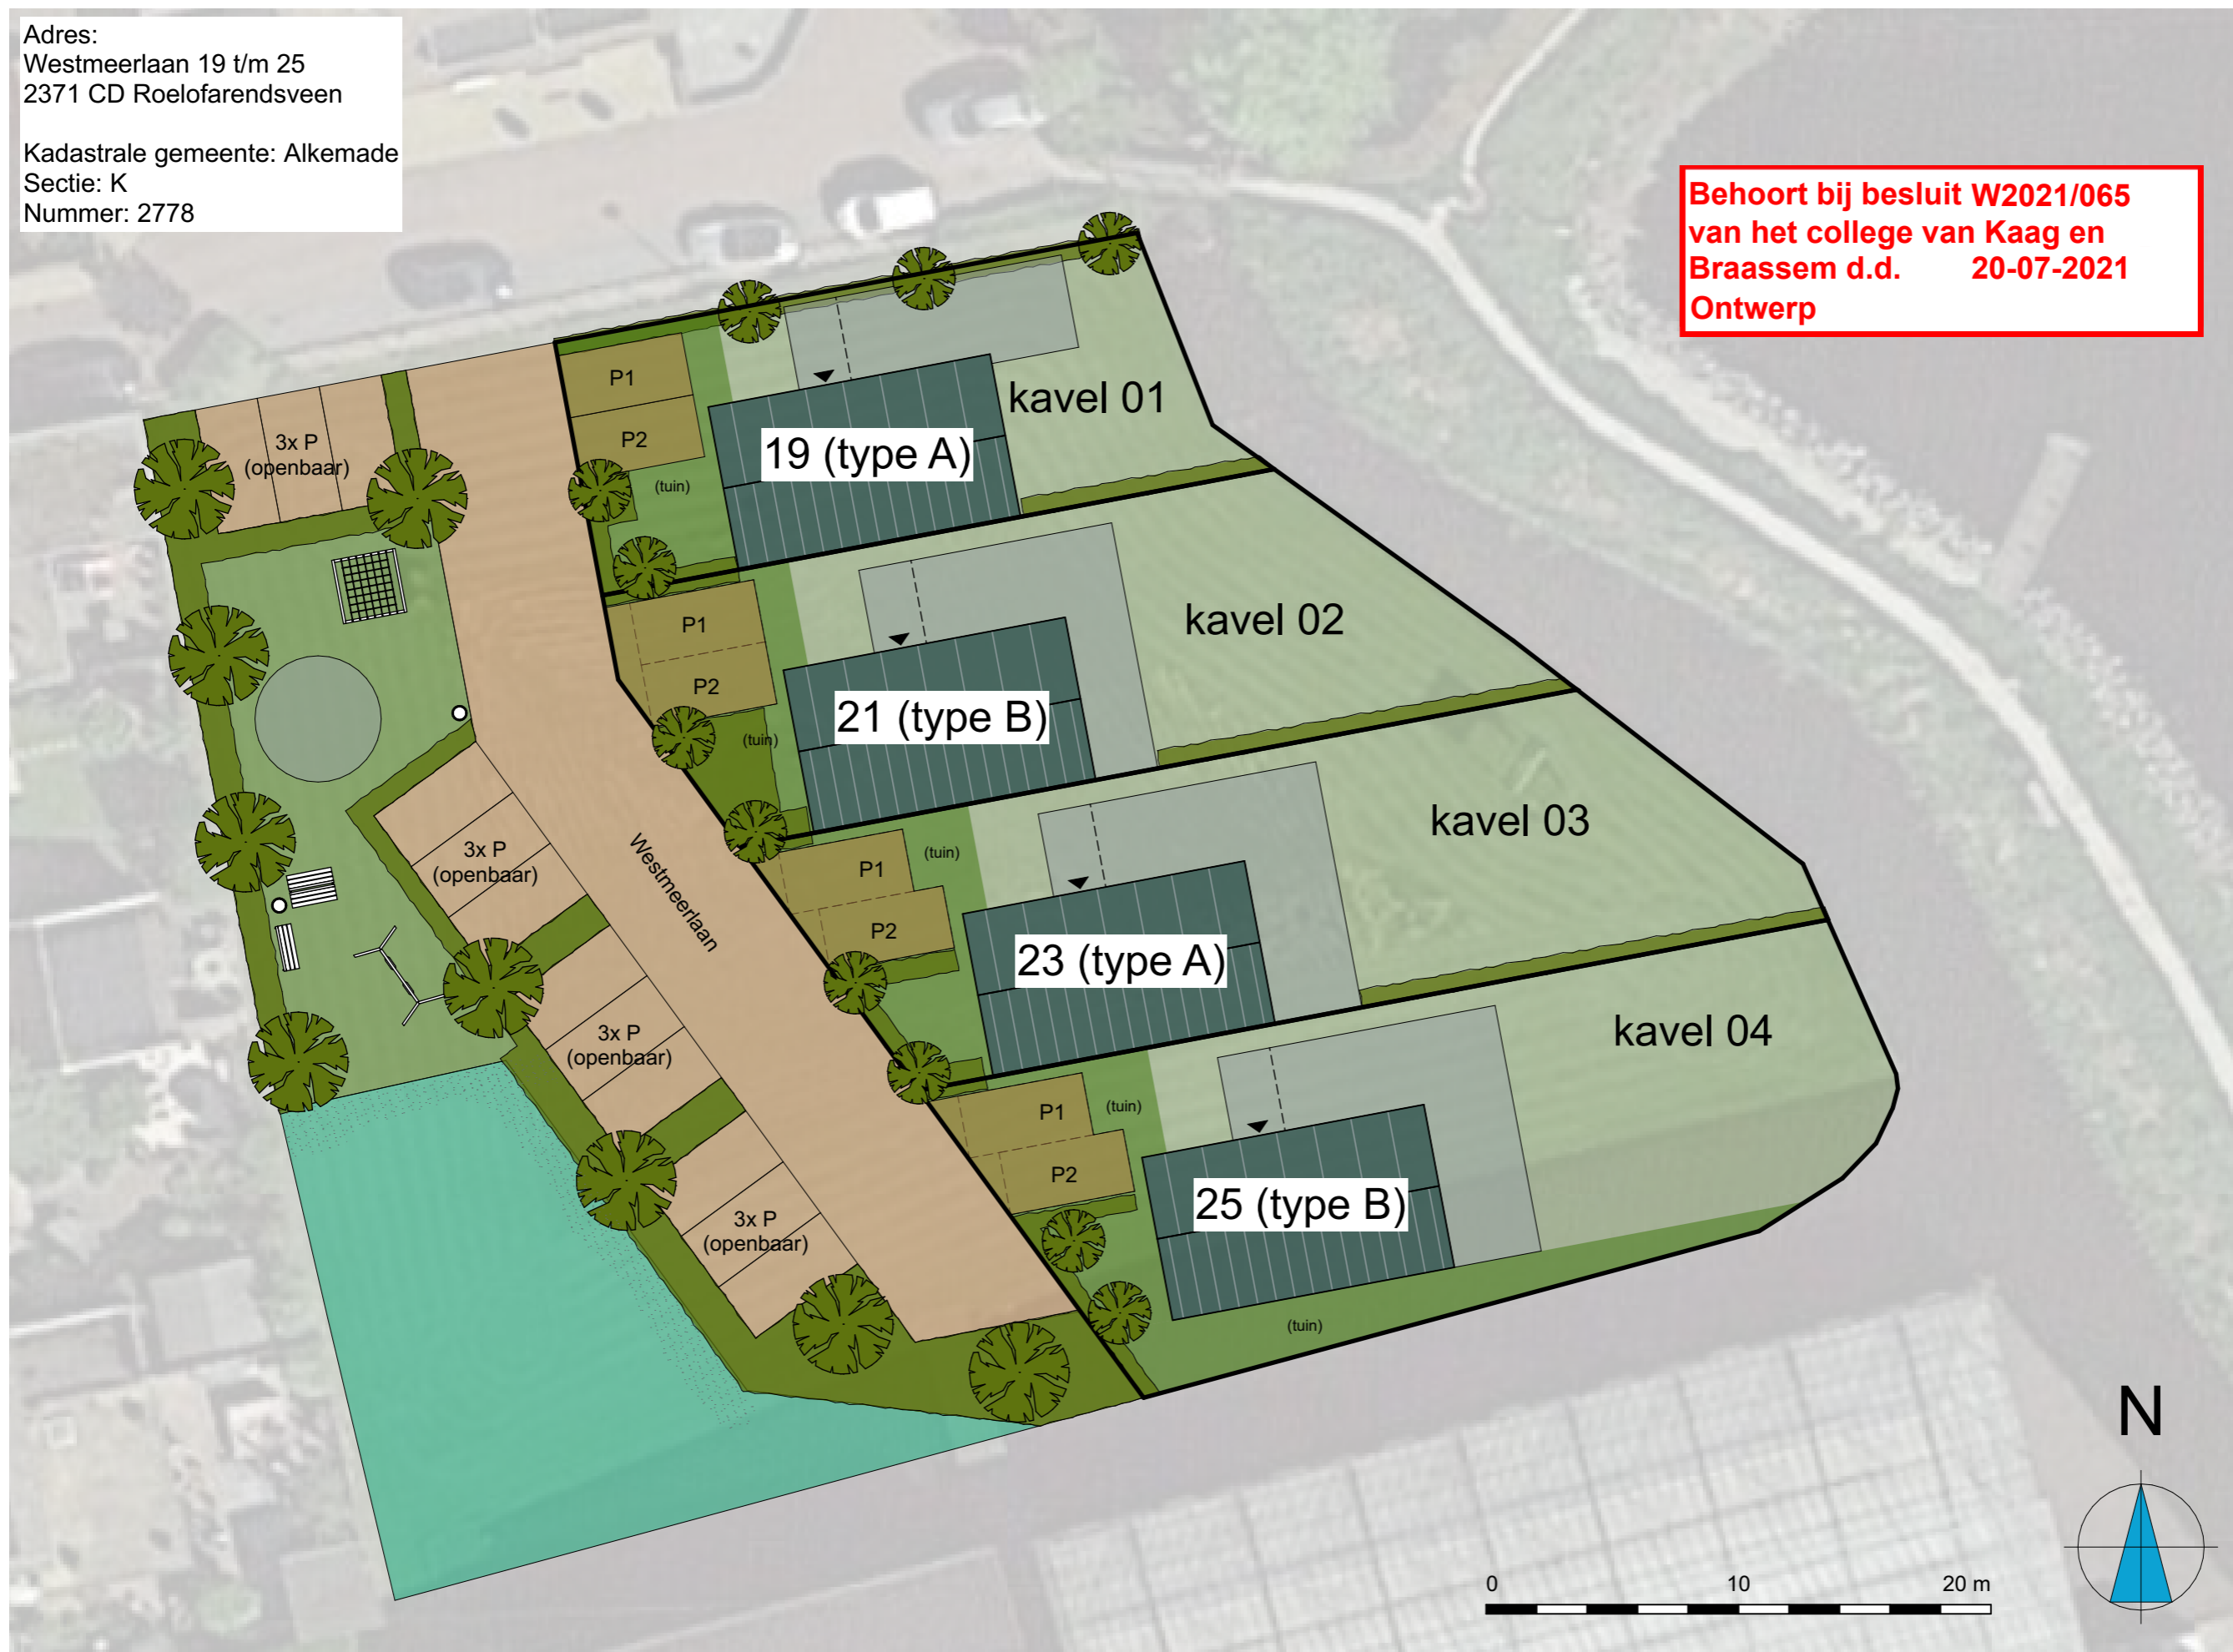 Adres:
Westmeerlaan 19 t/m 25
2371 CD Roelofarendsveen
Kadastrale gemeente: Alkemade
Sectie: K
Nummer: 2778
Behoort bij besluit W2021/065
van het college van Kaag en
Braassem d.d. 20-07-2021
Ontwerp
P1
P2
(tuin)
19 (type A)
kavel 01
3x P
(openbaar)
P1
P2
(tuin)
21 (type B)
kavel 02
3x P
(openbaar)
Westmeerlaan
P1
P2
(tuin)
23 (type A)
kavel 03
3x P
(openbaar)
P1
P2
(tuin)
25 (type B)
kavel 04
3x P
(openbaar)
(tuin)
N
0 10 20 m